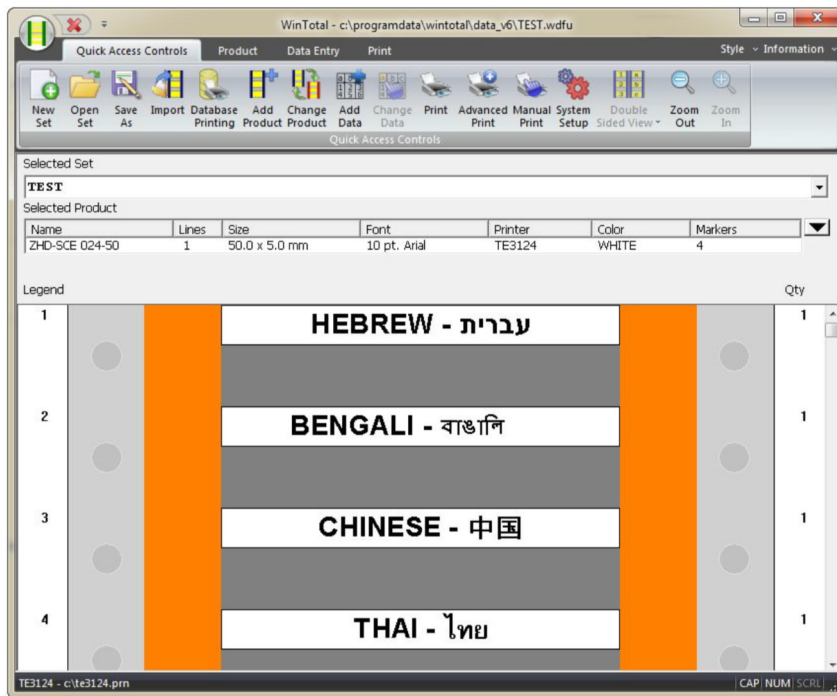 WinTotal - c:\programdata\wintotal\data_v6\TEST.wdfu
Quick Access Controls Product Data Entry Print Style Information
New Set Open Set Save As Import Database Printing Add Product Change Product Add Data Change Data Print Advanced Print Manual Print System Setup Double Sided View Zoom Out Zoom In
Quick Access Controls
Selected Set
TEST
Selected Product
Name Lines Size Font Printer Color Markers
ZHD-SCE 024-50 1 50.0 x 5.0 mm 10 pt. Arial TE3124 WHITE 4
Legend Qty
1 HEBREW - עברית 1
2 BENGALI - বাঙালি 1
3 CHINESE - 中国 1
4 THAI - ไทย 1
TE3124 - c:\te3124.prn CAP NUM SCRL